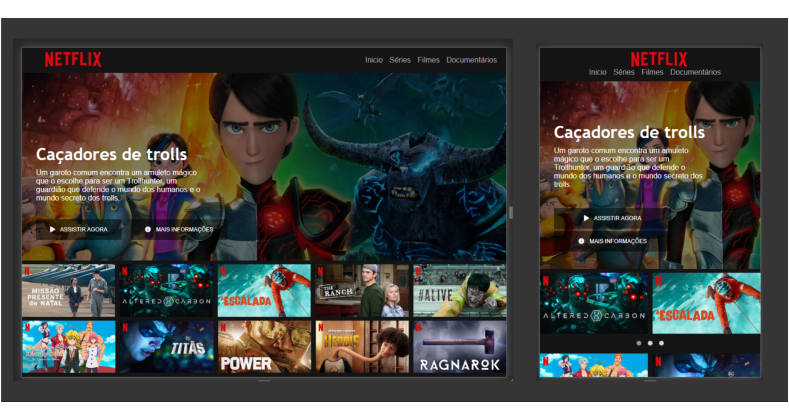 NETFLIX
Inicio Séries Filmes Documentários
Caçadores de trolls
Um garoto comum encontra um amuleto mágico
que o escolhe para ser um Trollhunter, um
guardião que defende o mundo dos humanos e o
mundo secreto dos trolls.
ASSISTIR AGORA
MAIS INFORMAÇÕES
MISSÃO
PRESENTE
de NATAL
ALTERED CARBON
ESCALADA
THE
RANCH
#ALIVE
TITÃS
POWER
RAGNAROK
NETFLIX
Inicio Séries Filmes Documentários
Caçadores de trolls
Um garoto comum encontra um amuleto
mágico que o escolhe para ser um
Trollhunter, um guardião que defende o
mundo dos humanos e o mundo secreto dos
trolls.
ASSISTIR AGORA
MAIS INFORMAÇÕES
ALTERED CARBON
ESCALADA